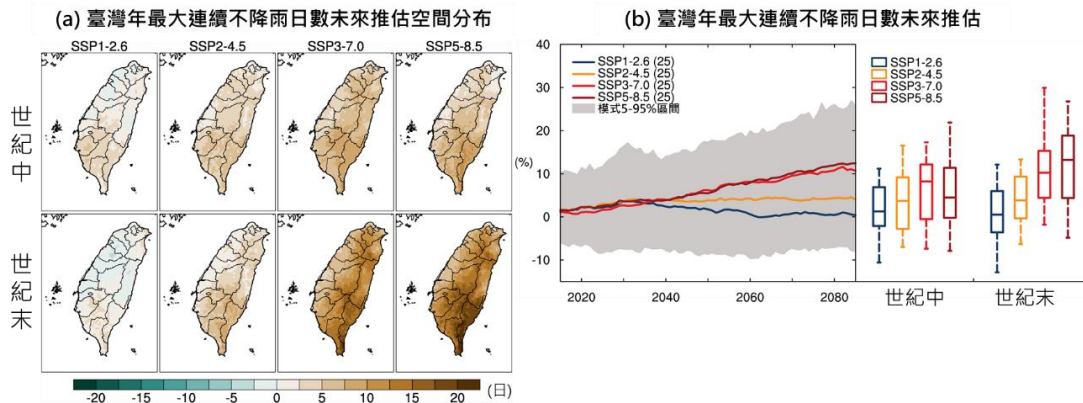 (a) 臺灣年最大連續不降雨日數未來推估空間分布
SSP1-2.6 SSP2-4.5 SSP3-7.0 SSP5-8.5
世紀中
世紀末
-20 -15 -10 -5 0 5 10 15 20 (日)
(b) 臺灣年最大連續不降雨日數未來推估
40
30
20
10
0
-10
(%)
SSP1-2.6 (25)
SSP2-4.5 (25)
SSP3-7.0 (25)
SSP5-8.5 (25)
模式5-95%區間
2020 2040 2060 2080
SSP1-2.6
SSP2-4.5
SSP3-7.0
SSP5-8.5
世紀中 世紀末